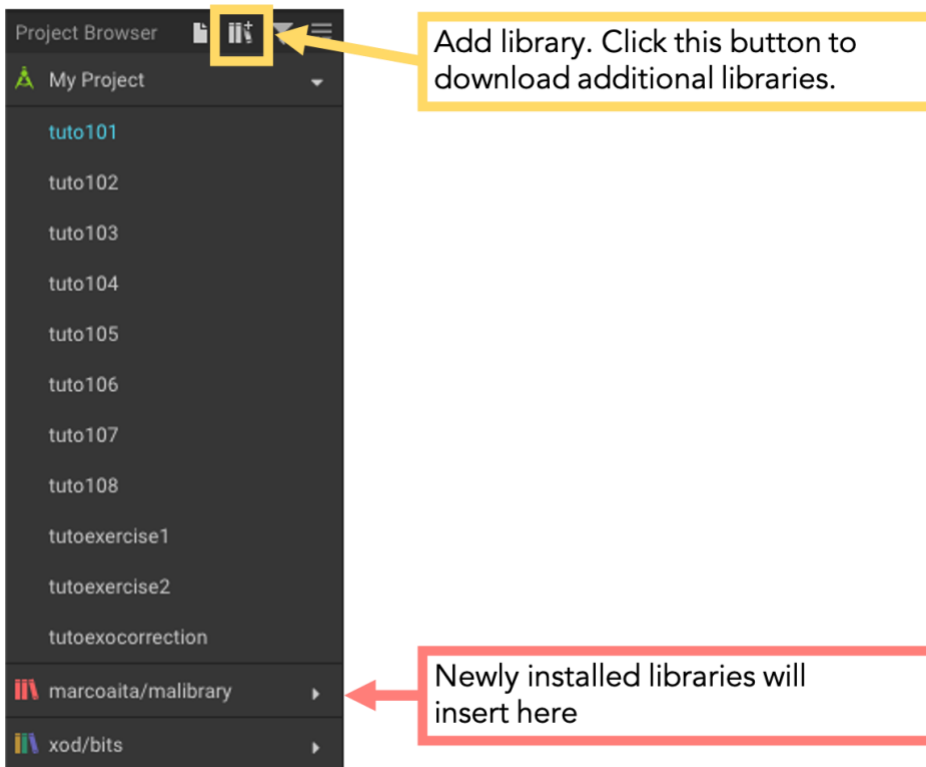 Project Browser
Add library. Click this button to
download additional libraries.
My Project
tuto101
tuto102
tuto103
tuto104
tuto105
tuto106
tuto107
tuto108
tutoexercise1
tutoexercise2
tutoexocorrection
marcoaita/malibrary
Newly installed libraries will
insert here
xod/bits